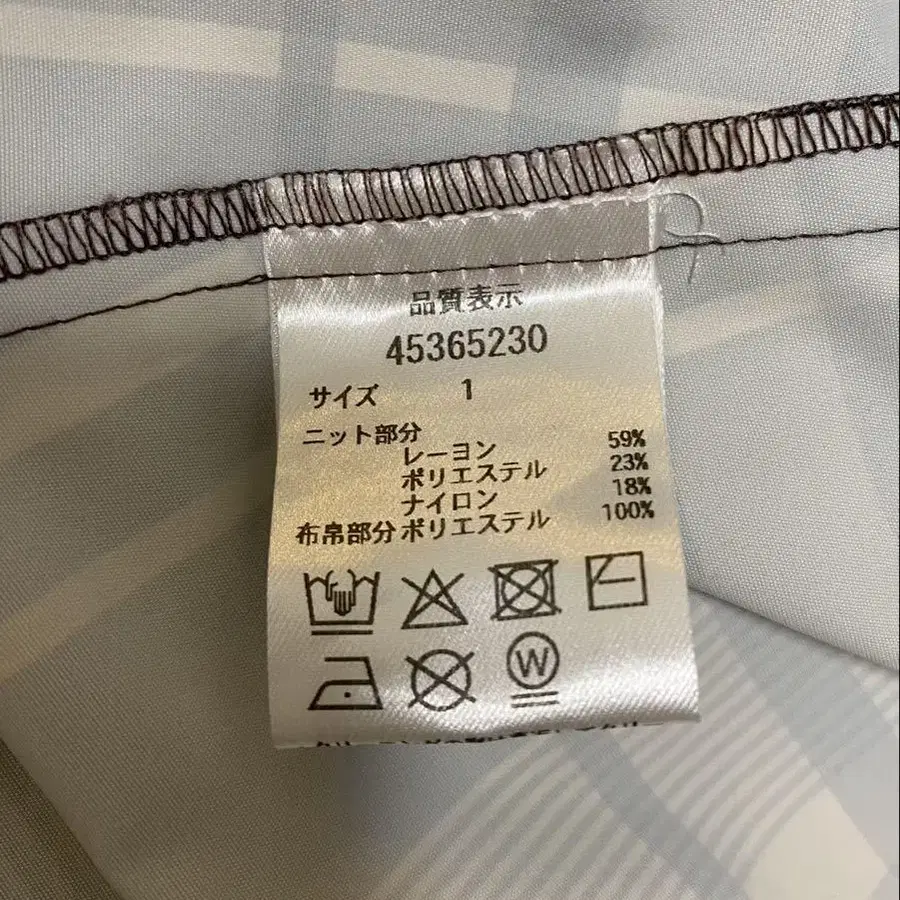 品質表示
45365230
サイズ 1
ニット部分
レーヨン 59%
ポリエステル 23%
ナイロン 18%
布帛部分 ポリエステル 100%
W